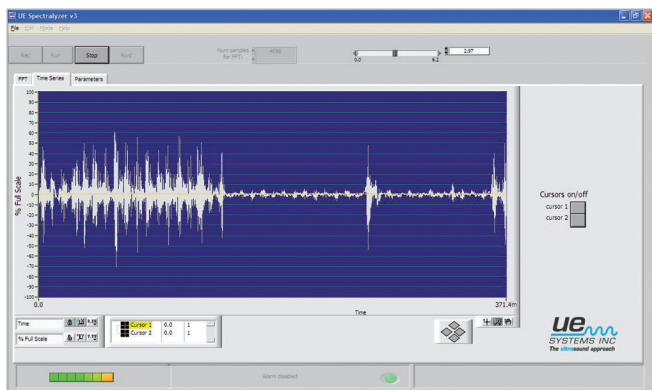 UE Spectralyzer v3
File Edit Mode Help
Rec Run Stop Avid
Num samples
for FFT:
4096
0.0 6.2
2.97
FFT Time Series Parameters
% Full Scale
100
90
80
70
60
50
40
30
20
10
0
-10
-20
-30
-40
-50
-60
-70
-80
-90
-100
0.0 Time 371.4m
Cursors on/off
cursor 1
cursor 2
Time
% Full Scale
Cursor 1 0.0 1
Cursor 2 0.0 1
ue
SYSTEMS INC
The ultrasound approach
Alarm disabled